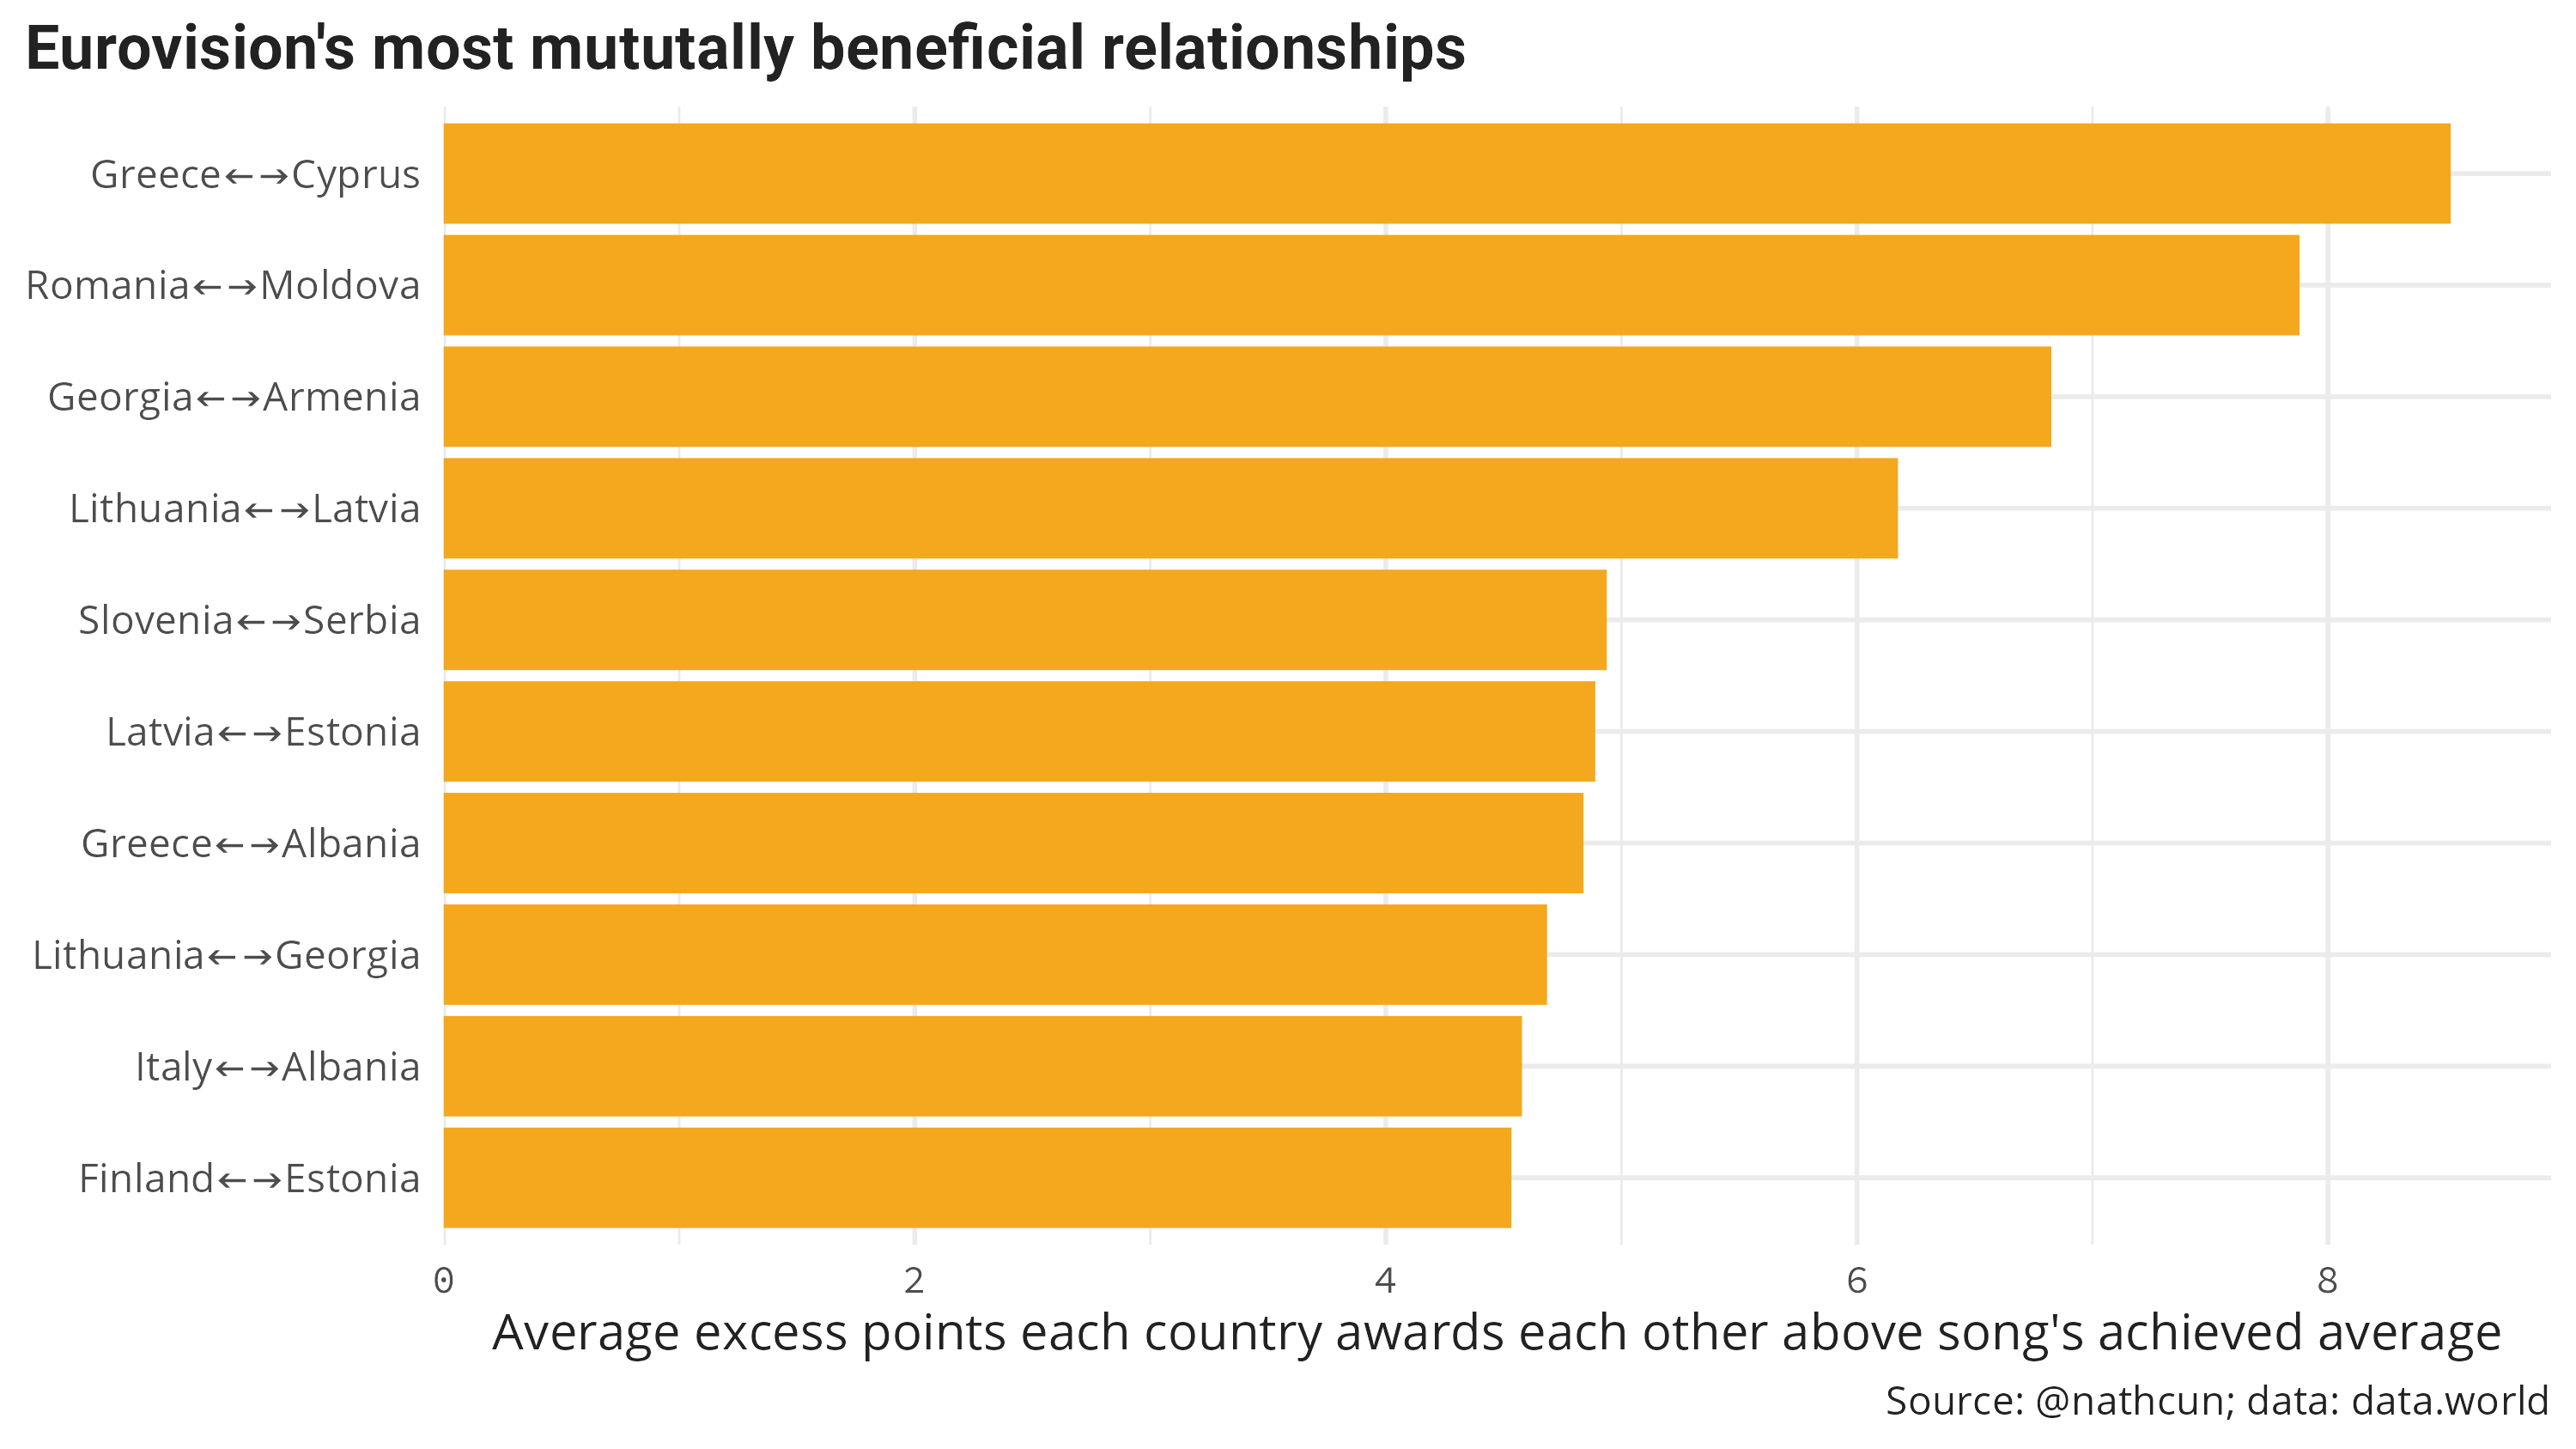 Eurovision's most mututally beneficial relationships
Greece←→Cyprus
Romania←→Moldova
Georgia←→Armenia
Lithuania←→Latvia
Slovenia←→Serbia
Latvia←→Estonia
Greece←→Albania
Lithuania←→Georgia
Italy←→Albania
Finland←→Estonia
0 2 4 6 8
Average excess points each country awards each other above song's achieved average
Source: @nathcun; data: data.world